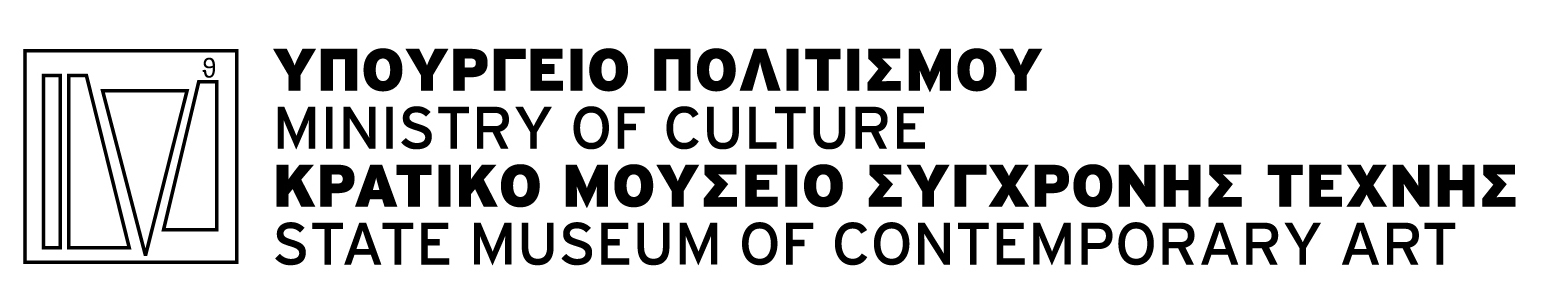 ΥΠΟΥΡΓΕΙΟ ΠΟΛΙΤΙΣΜΟΥ
MINISTRY OF CULTURE
ΚΡΑΤΙΚΟ ΜΟΥΣΕΙΟ ΣΥΓΧΡΟΝΗΣ ΤΕΧΝΗΣ
STATE MUSEUM OF CONTEMPORARY ART